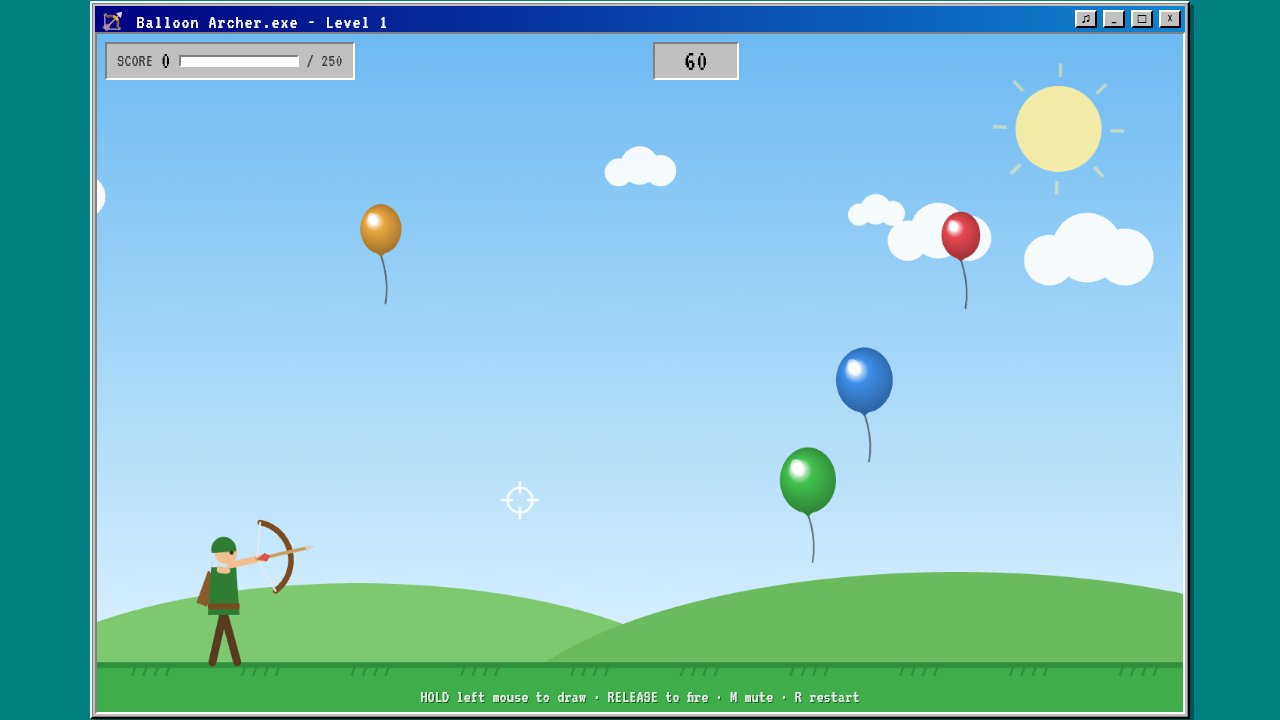 Balloon Archer.exe - Level 1
SCORE 0 / 250
60
HOLD left mouse to draw · RELEASE to fire · M mute · R restart